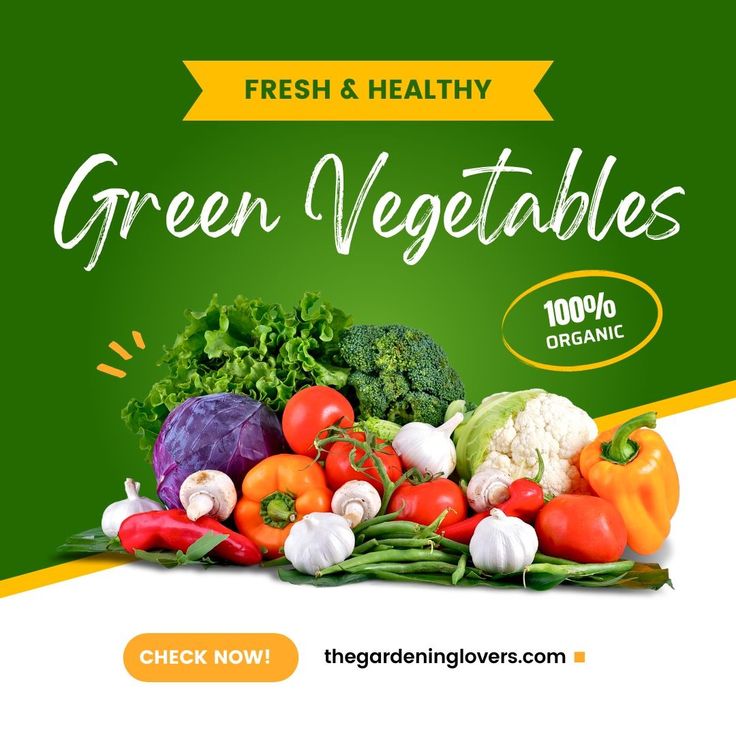 FRESH & HEALTHY
Green Vegetables
100%
ORGANIC
CHECK NOW!
thegardeninglovers.com